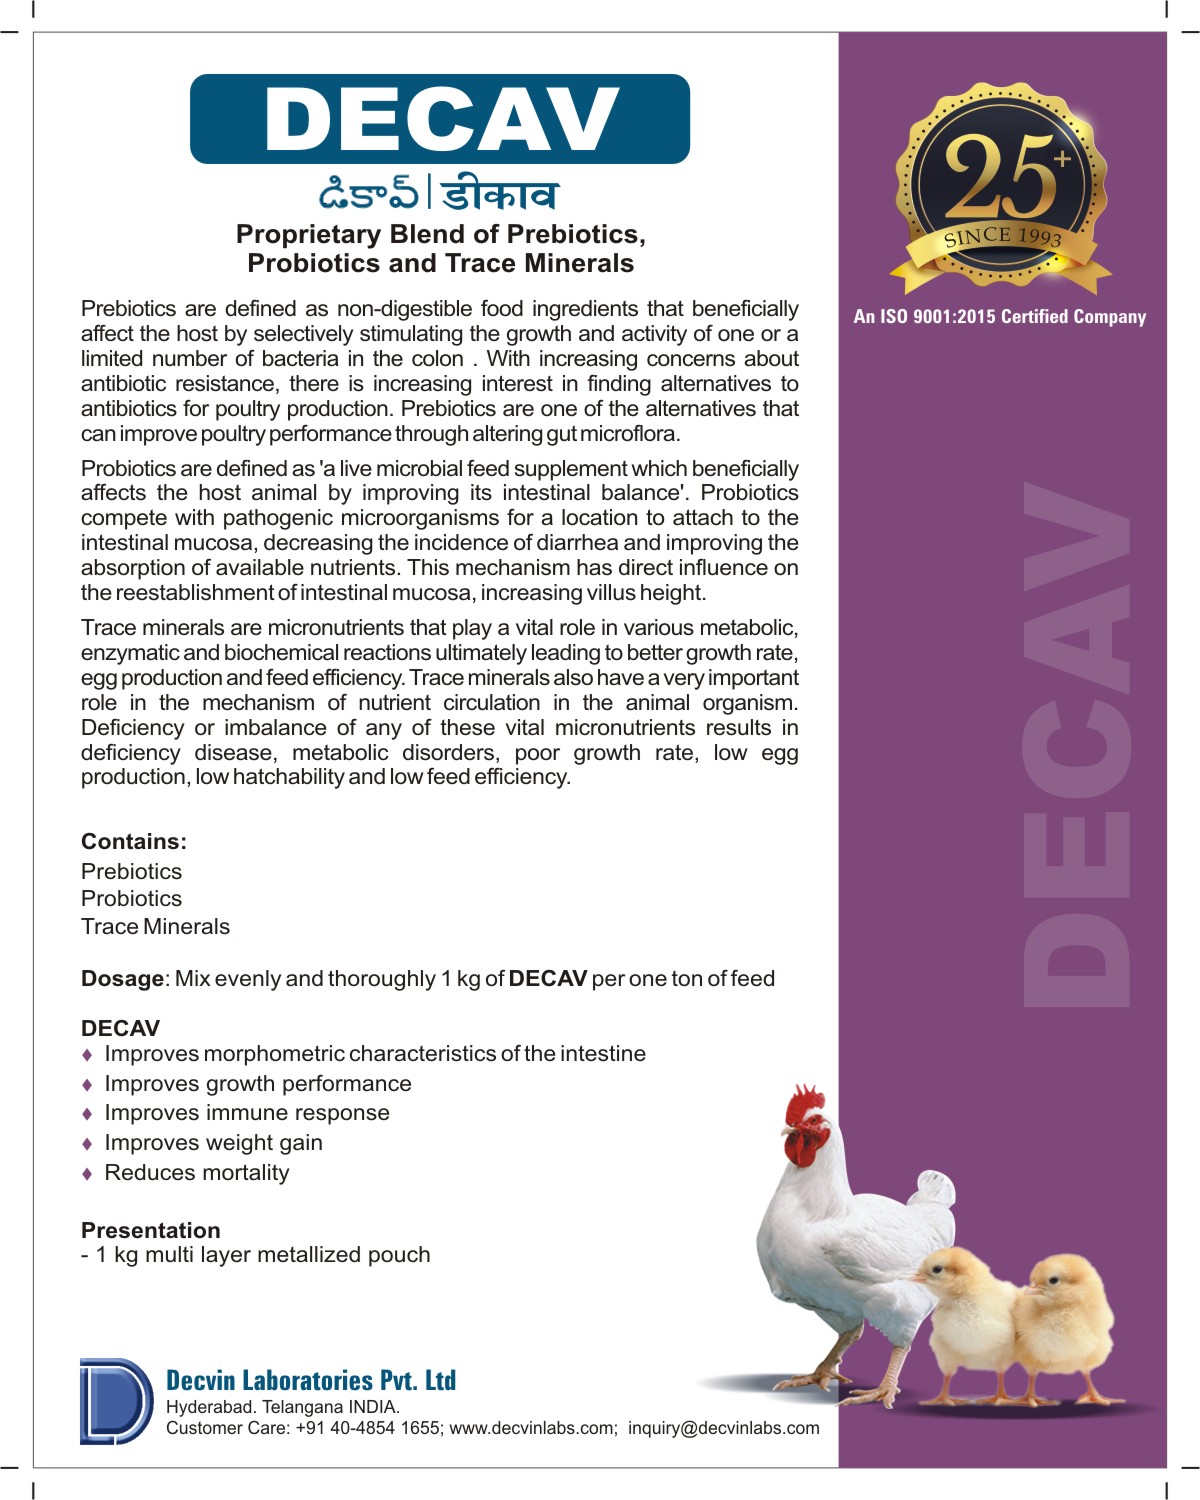 DECAV
డికావ్ | डीकाव
Proprietary Blend of Prebiotics,
Probiotics and Trace Minerals
Prebiotics are defined as non-digestible food ingredients that beneficially
affect the host by selectively stimulating the growth and activity of one or a
limited number of bacteria in the colon . With increasing concerns about
antibiotic resistance, there is increasing interest in finding alternatives to
antibiotics for poultry production. Prebiotics are one of the alternatives that
can improve poultry performance through altering gut microflora.
Probiotics are defined as 'a live microbial feed supplement which beneficially
affects the host animal by improving its intestinal balance'. Probiotics
compete with pathogenic microorganisms for a location to attach to the
intestinal mucosa, decreasing the incidence of diarrhea and improving the
absorption of available nutrients. This mechanism has direct influence on
the reestablishment of intestinal mucosa, increasing villus height.
Trace minerals are micronutrients that play a vital role in various metabolic,
enzymatic and biochemical reactions ultimately leading to better growth rate,
egg production and feed efficiency. Trace minerals also have a very important
role in the mechanism of nutrient circulation in the animal organism.
Deficiency or imbalance of any of these vital micronutrients results in
deficiency disease, metabolic disorders, poor growth rate, low egg
production, low hatchability and low feed efficiency.
Contains:
Prebiotics
Probiotics
Trace Minerals
Dosage: Mix evenly and thoroughly 1 kg of DECAV per one ton of feed
DECAV
♦ Improves morphometric characteristics of the intestine
♦ Improves growth performance
♦ Improves immune response
♦ Improves weight gain
♦ Reduces mortality
Presentation
- 1 kg multi layer metallized pouch
Decvin Laboratories Pvt. Ltd
Hyderabad. Telangana INDIA.
Customer Care: +91 40-4854 1655; www.decvinlabs.com; inquiry@decvinlabs.com
25+
SINCE 1993
An ISO 9001:2015 Certified Company
DECAV